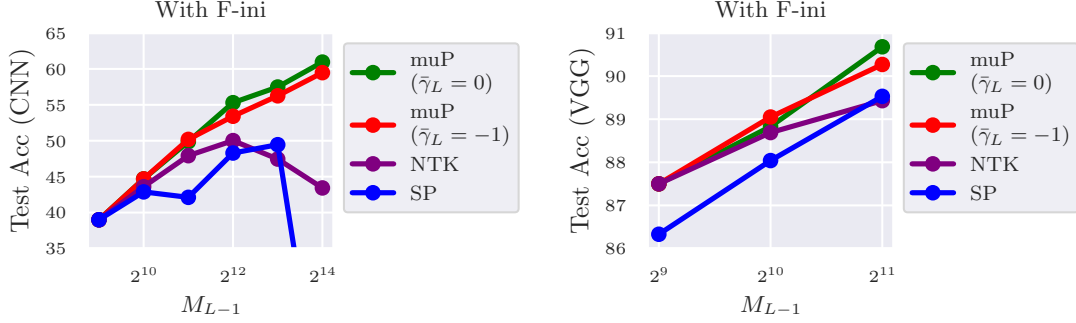 With F-ini
Test Acc (CNN)
65
60
55
50
45
40
35
2^10
2^12
2^14
M_{L−1}
muP
(γ̄_L = 0)
muP
(γ̄_L = −1)
NTK
SP
With F-ini
Test Acc (VGG)
91
90
89
88
87
86
2^9
2^10
2^11
M_{L−1}
muP
(γ̄_L = 0)
muP
(γ̄_L = −1)
NTK
SP